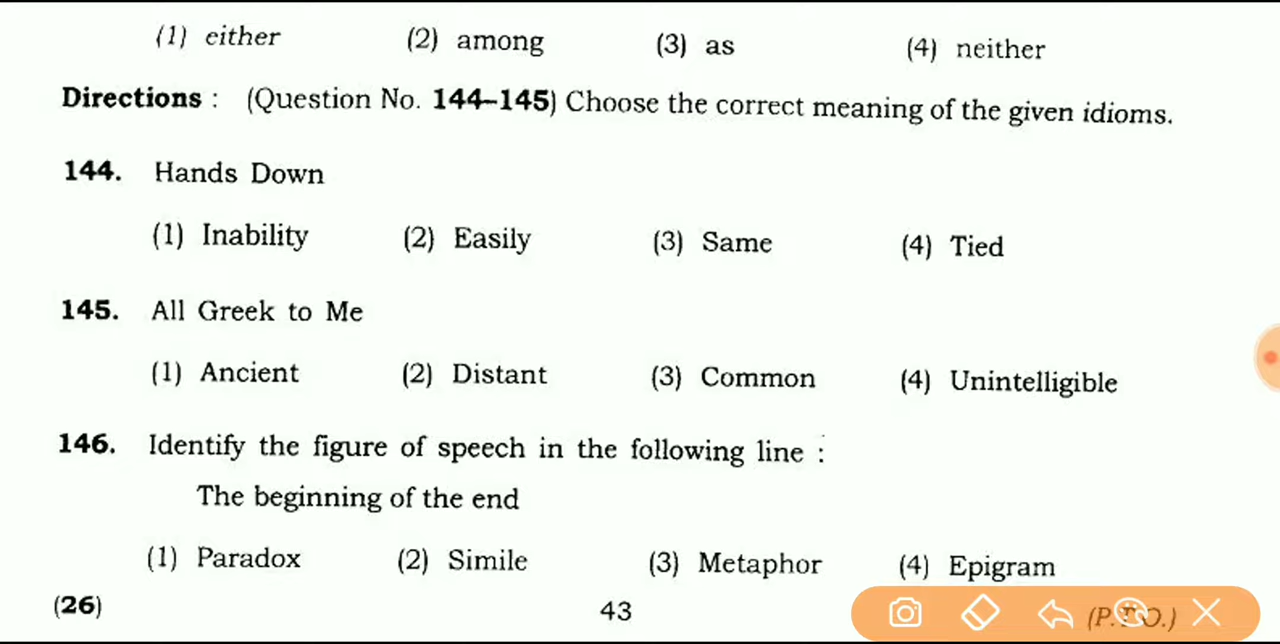 (1) either (2) among (3) as (4) neither
Directions : (Question No. 144–145) Choose the correct meaning of the given idioms.
144. Hands Down
(1) Inability (2) Easily (3) Same (4) Tied
145. All Greek to Me
(1) Ancient (2) Distant (3) Common (4) Unintelligible
146. Identify the figure of speech in the following line :
The beginning of the end
(1) Paradox (2) Simile (3) Metaphor (4) Epigram
(26) 43 (P.T.O.)